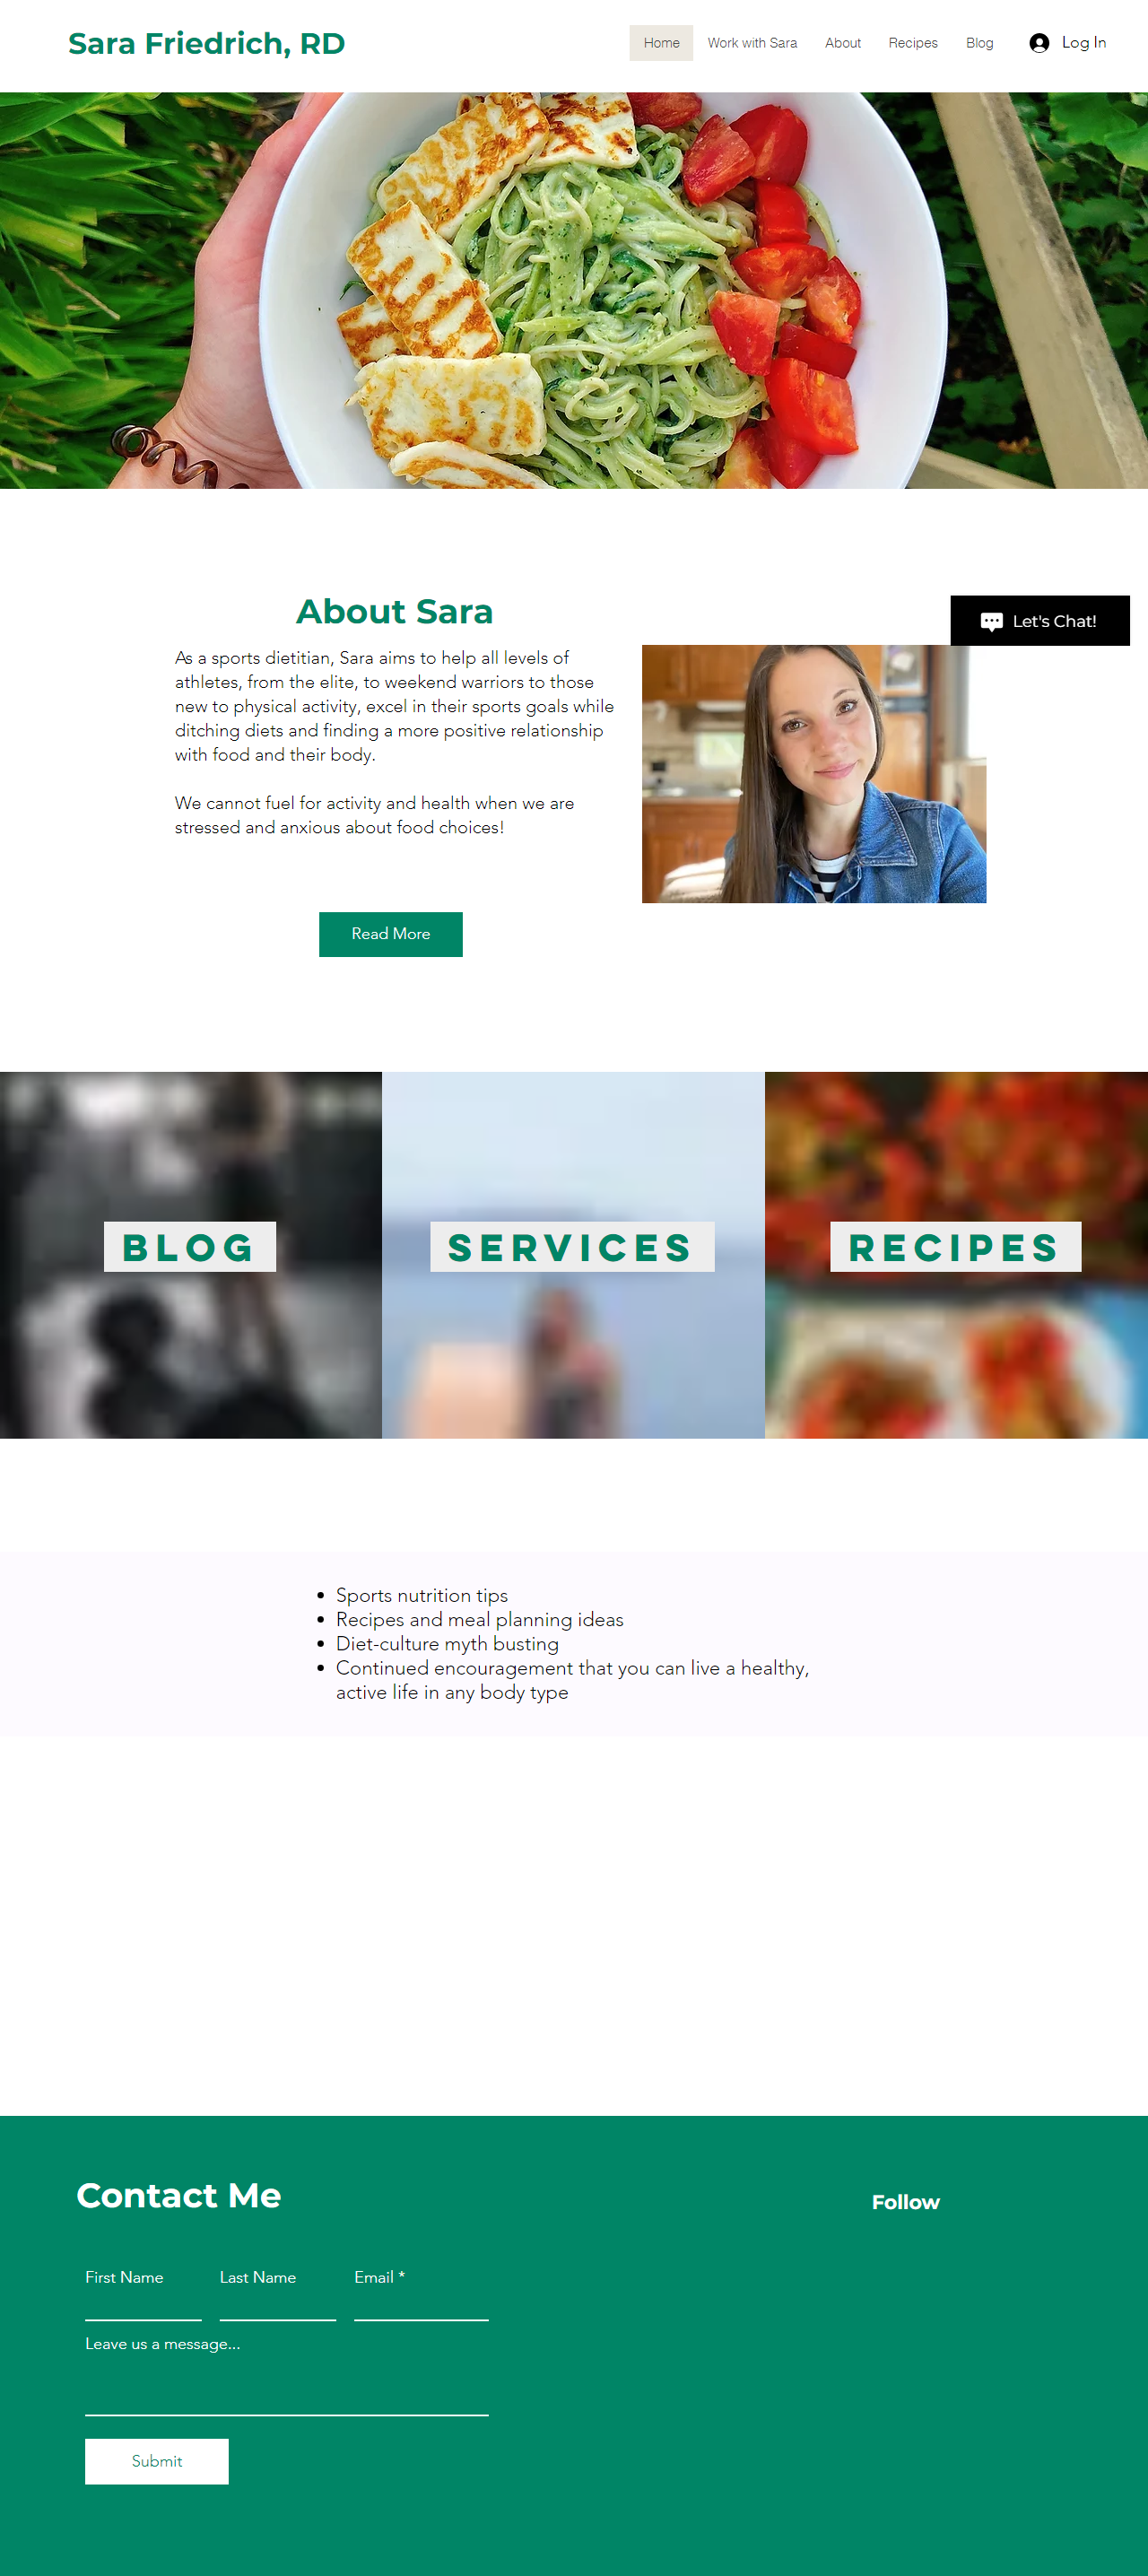 Sara Friedrich, RD
Home
Work with Sara
About
Recipes
Blog
Log In
About Sara
As a sports dietitian, Sara aims to help all levels of
athletes, from the elite, to weekend warriors to those
new to physical activity, excel in their sports goals while
ditching diets and finding a more positive relationship
with food and their body.
We cannot fuel for activity and health when we are
stressed and anxious about food choices!
Let's Chat!
Read More
BLOG
SERVICES
RECIPES
Sports nutrition tips
Recipes and meal planning ideas
Diet-culture myth busting
Continued encouragement that you can live a healthy,
active life in any body type
Contact Me
Follow
First Name
Last Name
Email *
Leave us a message...
Submit